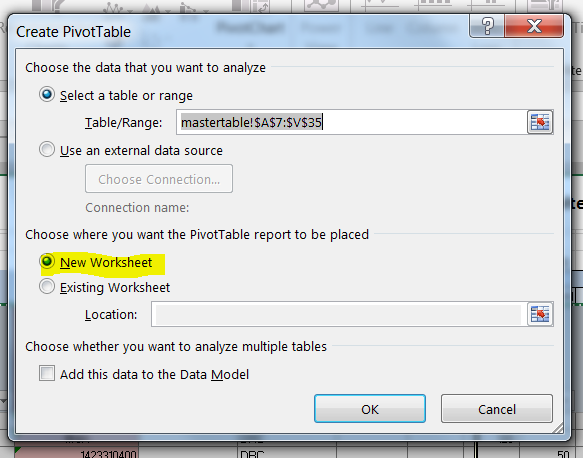 Create PivotTable
Choose the data that you want to analyze
Select a table or range
Table/Range: mastertable!$A$7:$V$35
Use an external data source
Choose Connection...
Connection name:
Choose where you want the PivotTable report to be placed
New Worksheet
Existing Worksheet
Location:
Choose whether you want to analyze multiple tables
Add this data to the Data Model
OK Cancel
1423310400 DBC 50